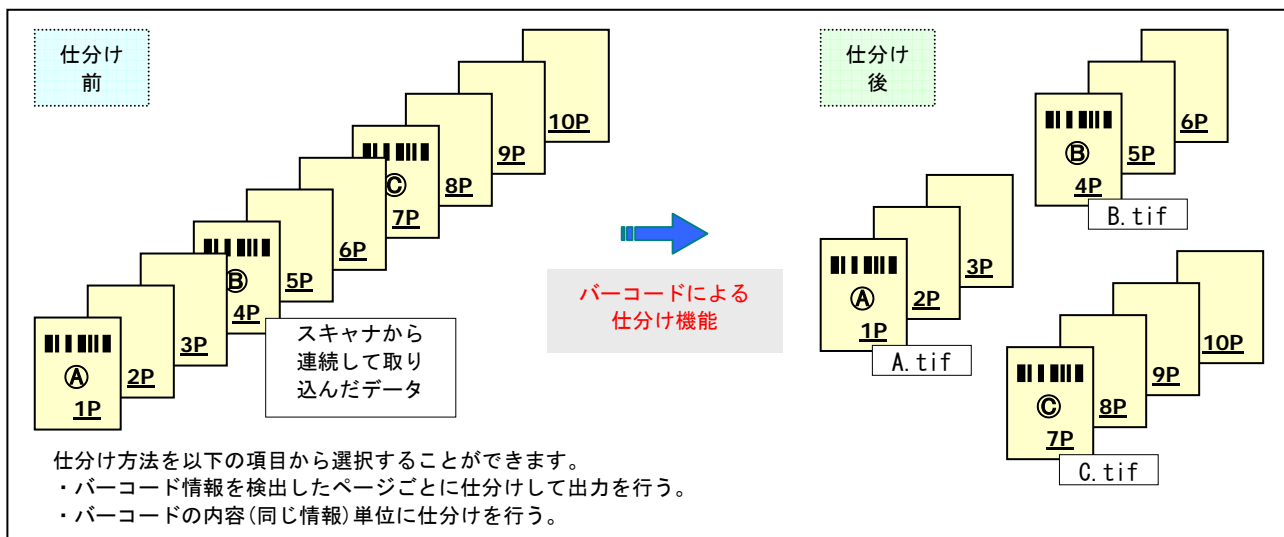 仕分け
前
Ⓐ
1P
2P
3P
Ⓑ
4P
5P
6P
Ⓒ
7P
8P
9P
10P
スキャナから
連続して取り
込んだデータ
バーコードによる
仕分け機能
仕分け
後
Ⓐ
1P
2P
3P
A.tif
Ⓑ
4P
5P
6P
B.tif
Ⓒ
7P
8P
9P
10P
C.tif
仕分け方法を以下の項目から選択することができます。
・バーコード情報を検出したページごとに仕分けして出力を行う。
・バーコードの内容(同じ情報)単位に仕分けを行う。